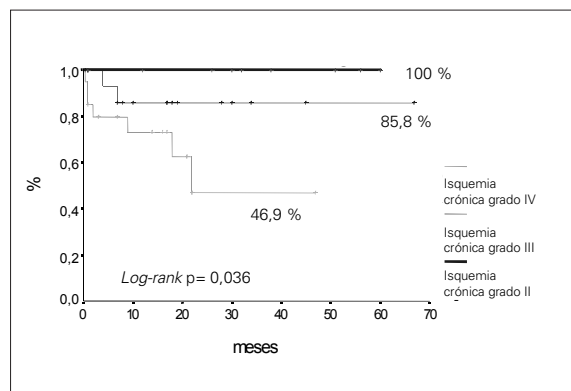 1,0
0,8
0,6
0,4
0,2
0,0
%
100 %
85,8 %
46,9 %
Log-rank p= 0,036
0 10 20 30 40 50 60 70
meses
Isquemia
crónica grado IV
Isquemia
crónica grado III
Isquemia
crónica grado II